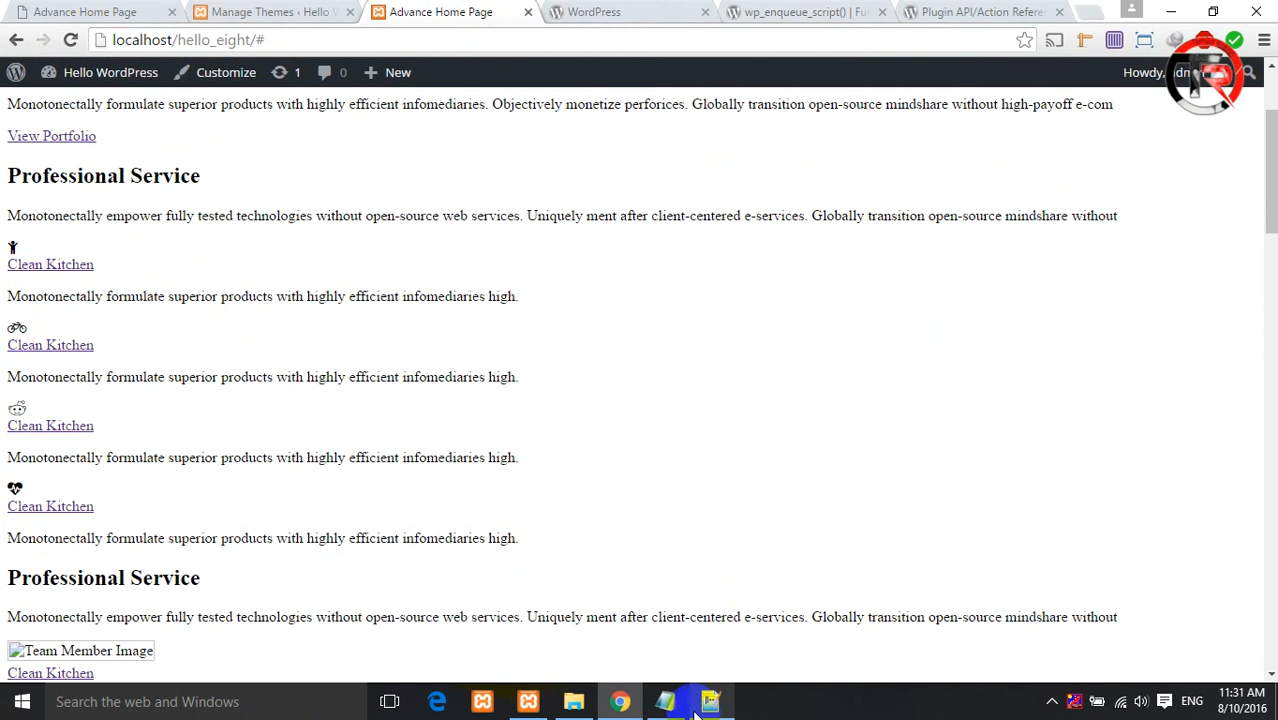 Advance Home Page
Manage Themes ‹ Hello
Advance Home Page
WordPress
wp_enqueue_script() | Fu
Plugin API/Action Refere
localhost/hello_eight/#
Hello WordPress
Customize
1
0
New
Howdy,
Monotonectally formulate superior products with highly efficient infomediaries. Objectively monetize perforices. Globally transition open-source mindshare without high-payoff e-com
View Portfolio
Professional Service
Monotonectally empower fully tested technologies without open-source web services. Uniquely ment after client-centered e-services. Globally transition open-source mindshare without
Clean Kitchen
Monotonectally formulate superior products with highly efficient infomediaries high.
Clean Kitchen
Monotonectally formulate superior products with highly efficient infomediaries high.
Clean Kitchen
Monotonectally formulate superior products with highly efficient infomediaries high.
Clean Kitchen
Monotonectally formulate superior products with highly efficient infomediaries high.
Professional Service
Monotonectally empower fully tested technologies without open-source web services. Uniquely ment after client-centered e-services. Globally transition open-source mindshare without
Team Member Image
Clean Kitchen
Search the web and Windows
ENG
11:31 AM
8/10/2016